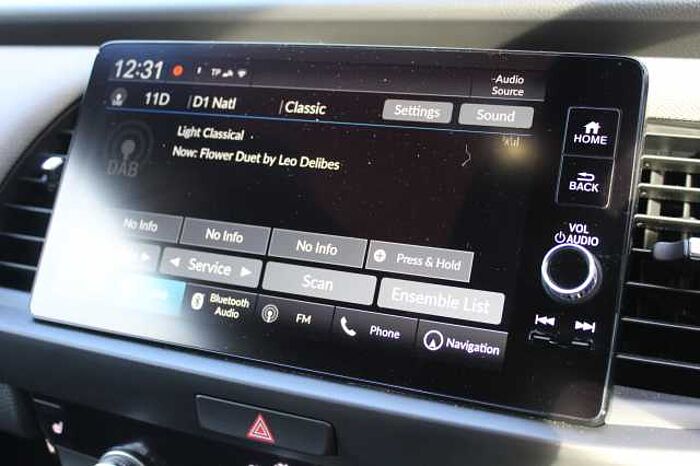 12:31 TP
Audio
Source
11D D1 Natl Classic Settings Sound
Light Classical
Now: Flower Duet by Leo Delibes
DAB
HOME
BACK
VOL
AUDIO
No Info No Info No Info Press & Hold
Service Scan Ensemble List
Bluetooth
Audio
FM Phone Navigation